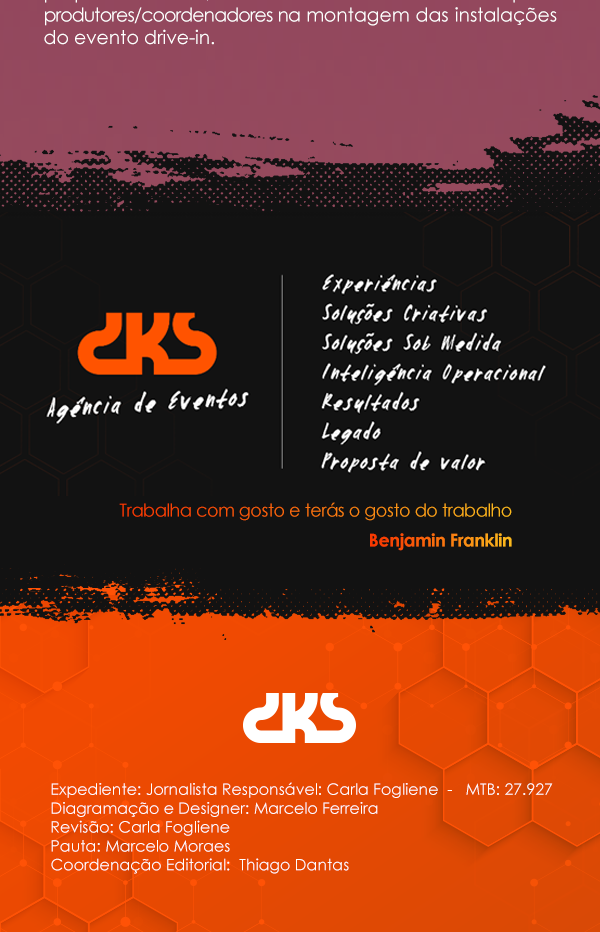 produtores/coordenadores na montagem das instalações
do evento drive-in.
CKS
Agência de Eventos
Experiências
Soluções Criativas
Soluções Sob Medida
Inteligência Operacional
Resultados
Legado
Proposta de valor
Trabalha com gosto e terás o gosto do trabalho
Benjamin Franklin
CKS
Expediente: Jornalista Responsável: Carla Fogliene - MTB: 27.927
Diagramação e Designer: Marcelo Ferreira
Revisão: Carla Fogliene
Pauta: Marcelo Moraes
Coordenação Editorial: Thiago Dantas